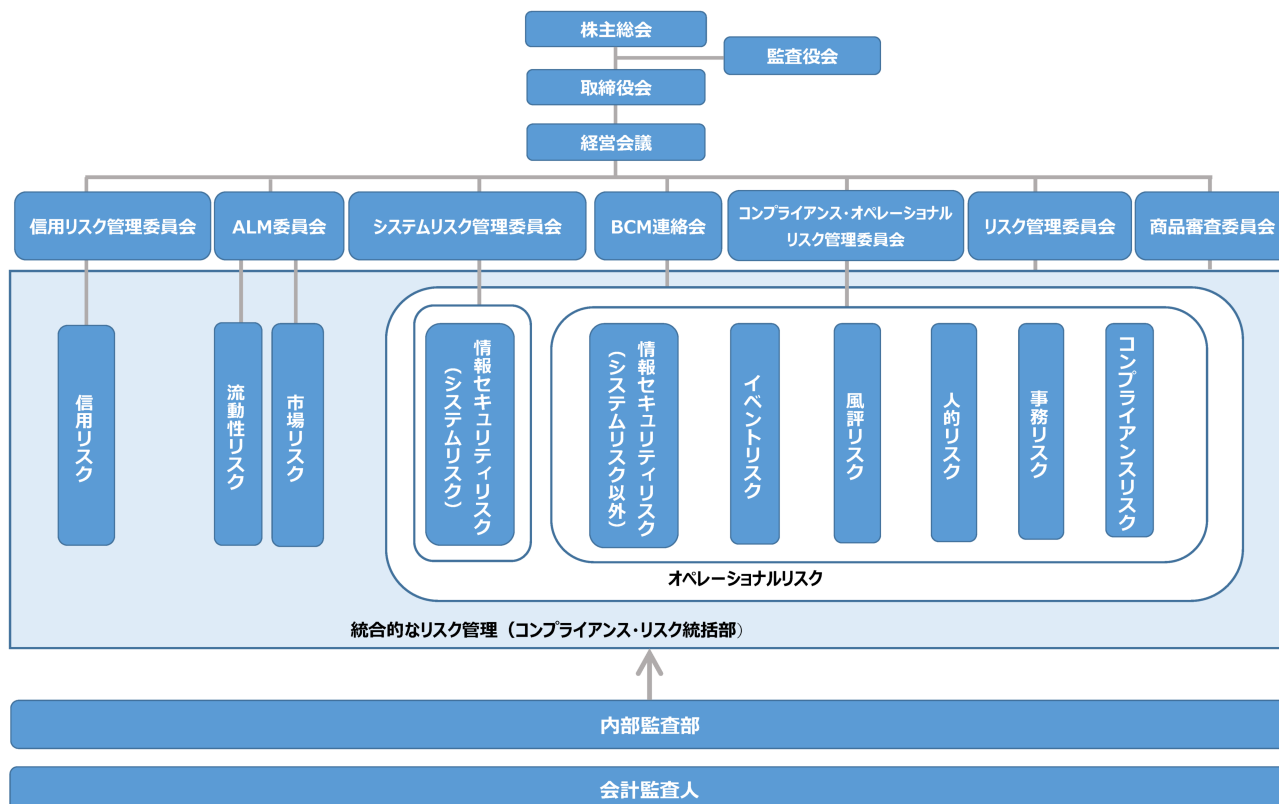 株主総会
監査役会
取締役会
経営会議
信用リスク管理委員会
ALM委員会
システムリスク管理委員会
BCM連絡会
コンプライアンス・オペレーショナル
リスク管理委員会
リスク管理委員会
商品審査委員会
信用リスク
流動性リスク
市場リスク
情報セキュリティリスク
(システムリスク)
情報セキュリティリスク
(システムリスク以外)
イベントリスク
風評リスク
人的リスク
事務リスク
コンプライアンスリスク
オペレーショナルリスク
統合的なリスク管理（コンプライアンス・リスク統括部）
内部監査部
会計監査人